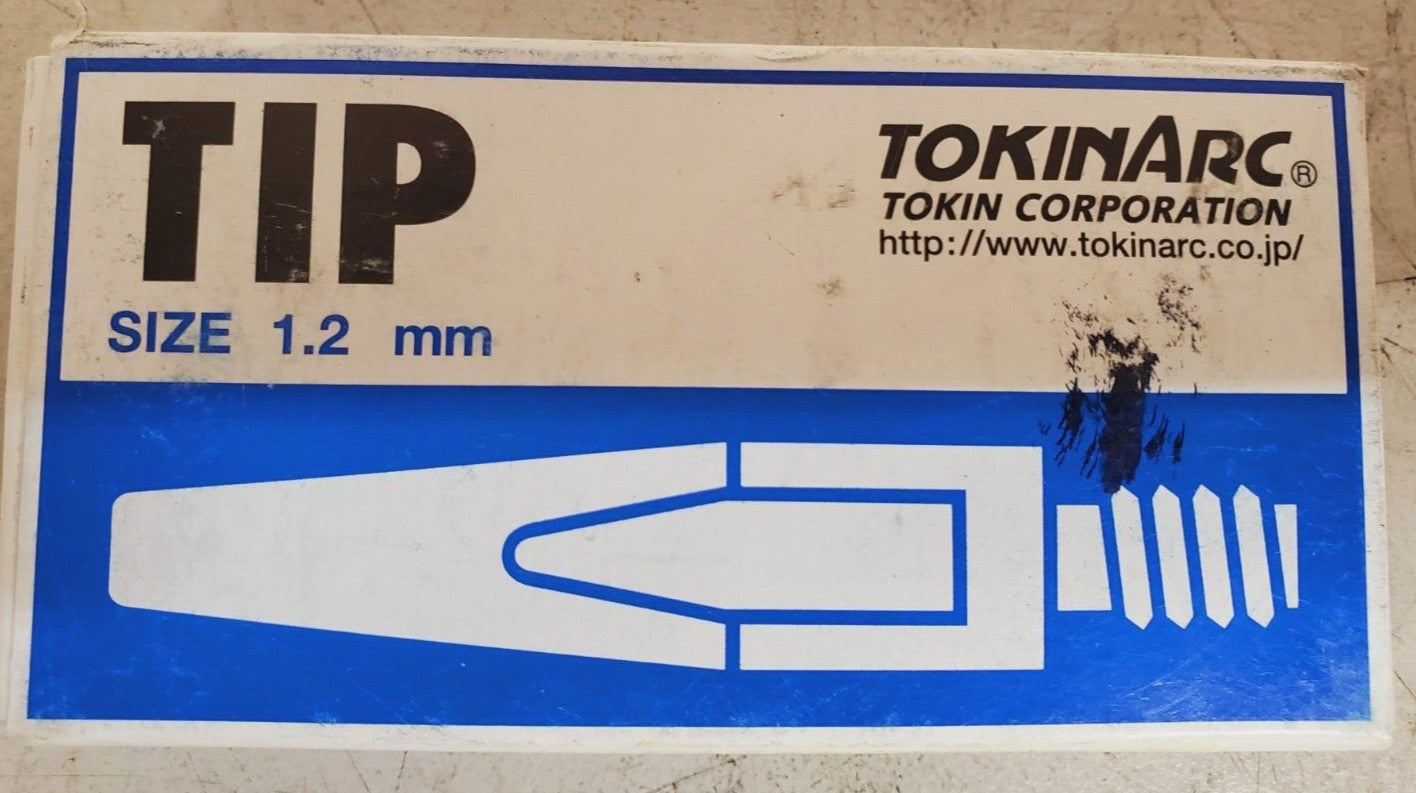 TIP
SIZE 1.2 mm
TOKINARC®
TOKIN CORPORATION
http://www.tokinarc.co.jp/